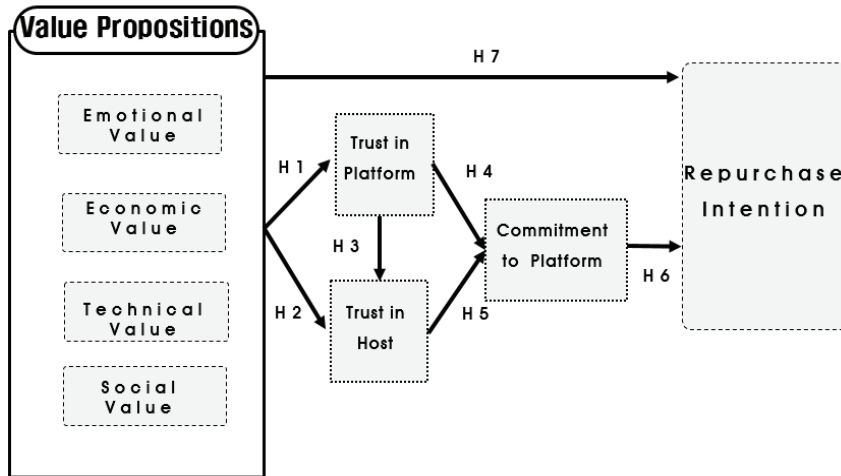 Value Propositions
Emotional
Value
Economic
Value
Technical
Value
Social
Value
H 1
H 2
Trust in
Platform
H 3
Trust in
Host
H 4
H 5
Commitment
to Platform
H 6
H 7
Repurchase
Intention